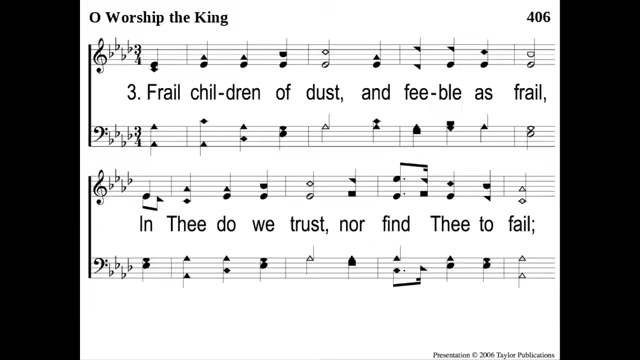 O Worship the King 406
3. Frail chil-dren of dust, and fee-ble as frail,
In Thee do we trust, nor find Thee to fail;
Presentation © 2006 Taylor Publications